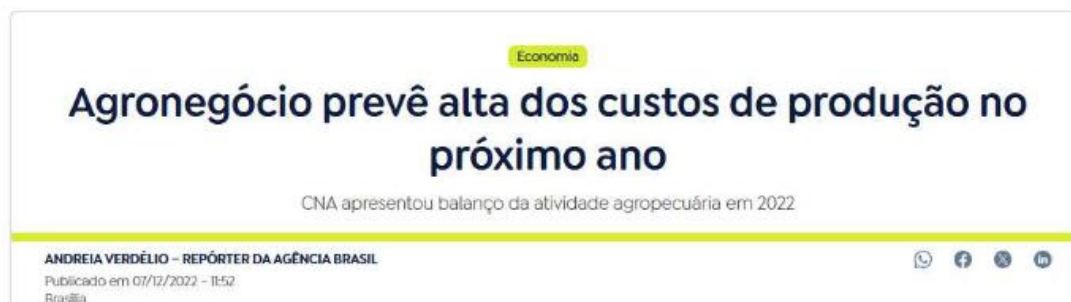 Economia
Agronegócio prevê alta dos custos de produção no
próximo ano
CNA apresentou balanço da atividade agropecuária em 2022
ANDREIA VERDÉLIO – REPÓRTER DA AGÊNCIA BRASIL
Publicado em 07/12/2022 – 11:52
Brasília